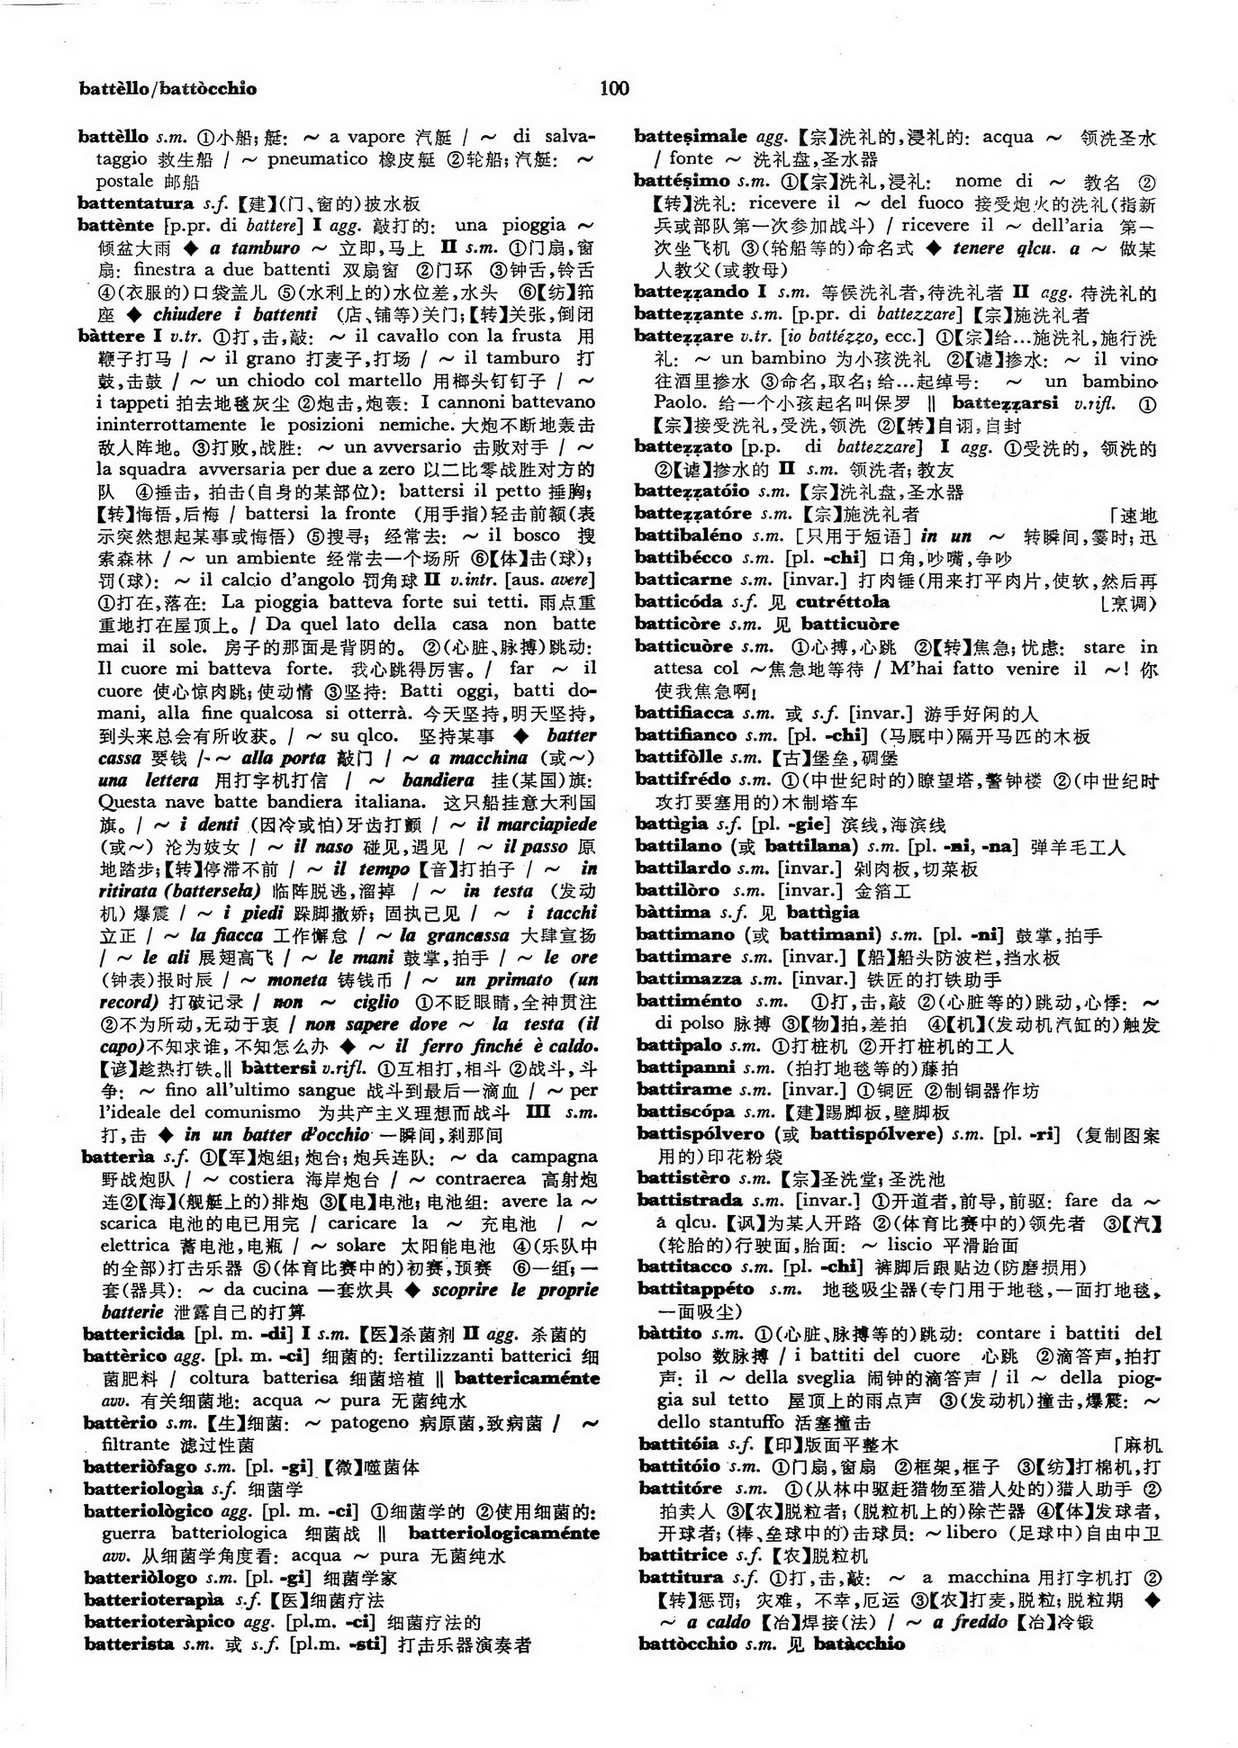 battèllo/battòcchio
100
battèllo s.m. ①小船; 艇: ～ a vapore 汽艇 / ～ di salva-
taggio 救生船 / ～ pneumatico 橡皮艇 ②轮船; 汽艇: ～
postale 邮船
battentatura s.f.【建】(门、窗的)披水板
battènte [p.pr. di battere] I agg. 敲打的: una pioggia ～
倾盆大雨 ◆ a tamburo ～ 立即,马上 II s.m. ①门扇,窗
扇: finestra a due battenti 双扇窗 ②门环 ③钟舌,铃舌
④(衣服的)口袋盖儿 ⑤(水利上的)水位差,水头 ⑥【纺】筘
座 ◆ chiudere i battenti (店、铺等)关门;【转】关张,倒闭
bàttere I v.tr. ①打,击,敲: ～ il cavallo con la frusta 用
鞭子打马 / ～ il grano 打麦子,打场 / ～ il tamburo 打
鼓,击鼓 / ～ un chiodo col martello 用榔头钉钉子 / ～
i tappeti 拍去地毯灰尘 ②炮击,炮轰: I cannoni battevano
ininterrottamente le posizioni nemiche. 大炮不断地轰击
敌人阵地。 ③打败,战胜: ～ un avversario 击败对手 / ～
la squadra avversaria per due a zero 以二比零战胜对方的
队 ④捶击, 拍击(自身的某部位): battersi il petto 捶胸;
【转】悔悟,后悔 / battersi la fronte (用手指)轻击前额(表
示突然想起某事或悔悟) ⑤搜寻; 经常去: ～ il bosco 搜
索森林 / ～ un ambiente 经常去一个场所 ⑥【体】击(球);
罚(球): ～ il calcio d'angolo 罚角球 II v.intr. [aus. avere]
①打在,落在: La pioggia batteva forte sui tetti. 雨点重
重地打在屋顶上。/ Da quel lato della casa non batte
mai il sole. 房子的那面是背阴的。 ②(心脏、脉搏)跳动:
Il cuore mi batteva forte. 我心跳得厉害。/ far ～ il
cuore 使心惊肉跳; 使动情 ③坚持: Batti oggi, batti do-
mani, alla fine qualcosa si otterrà. 今天坚持,明天坚持,
到头来总会有所收获。/ ～ su qlco. 坚持某事 ◆ batter
cassa 要钱 / ～ alla porta 敲门 / ～ a macchina (或～)
una lettera 用打字机打信 / ～ bandiera 挂(某国)旗:
Questa nave batte bandiera italiana. 这只船挂意大利国
旗。/ ～ i denti (因冷或怕)牙齿打颤 / ～ il marciapiede
(或～) 沦为妓女 / ～ il naso 碰见,遇见 / ～ il passo 原
地踏步;【转】停滞不前 / ～ il tempo【音】打拍子 / ～ in
ritirata (battersela) 临阵脱逃,溜掉 / ～ in testa (发动
机) 爆震 / ～ i piedi 跺脚撒娇; 固执己见 / ～ i tacchi
立正 / ～ la fiacca 工作懈怠 / ～ la grancassa 大肆宣扬
/ ～ le ali 展翅高飞 / ～ le mani 鼓掌,拍手 / ～ le ore
(钟表)报时辰 / ～ moneta 铸钱币 / ～ un primato (un
record) 打破记录 / non ～ ciglio ①不眨眼睛,全神贯注
②不为所动,无动于衷 / non sapere dove ～ la testa (il
capo)不知求谁, 不知怎么办 ◆ ～ il ferro finché è caldo.
【谚】趁热打铁。‖ bàttersi v.rifl. ①互相打,相斗 ②战斗,斗
争: ～ fino all'ultimo sangue 战斗到最后一滴血 / ～ per
l'ideale del comunismo 为共产主义理想而战斗 III s.m.
打,击 ◆ in un batter d'occhio 一瞬间,刹那间
batterìa s.f. ①【军】炮组; 炮台; 炮兵连队: ～ da campagna
野战炮队 / ～ costiera 海岸炮台 / ～ contraerea 高射炮
连②【海】(舰艇上的)排炮 ③【电】电池; 电池组: avere la ～
scarica 电池的电已用完 / caricare la ～ 充电池 / ～
elettrica 蓄电池,电瓶 / ～ solare 太阳能电池 ④(乐队中
的全部)打击乐器 ⑤(体育比赛中的)初赛,预赛 ⑥一组; 一
套(器具): ～ da cucina 一套炊具 ◆ scoprire le proprie
batterie 泄露自己的打算
battericida [pl. m. -di] I s.m.【医】杀菌剂 II agg. 杀菌的
battèrico agg. [pl. m. -ci] 细菌的: fertilizzanti batterici 细
菌肥料 / coltura batterica 细菌培植 ‖ battericaménte
avv. 有关细菌地: acqua ～ pura 无菌纯水
battèrio s.m.【生】细菌: ～ patogeno 病原菌,致病菌 / ～
filtrante 滤过性菌
batteriòfago s.m. [pl. -gi]【微】噬菌体
batteriologìa s.f. 细菌学
batteriològico agg. [pl. m. -ci] ①细菌学的 ②使用细菌的:
guerra batteriologica 细菌战 ‖ batteriologicaménte
avv. 从细菌学角度看: acqua ～ pura 无菌纯水
batteriòlogo s.m. [pl. -gi] 细菌学家
batterioterapìa s.f.【医】细菌疗法
batterioteràpico agg. [pl.m. -ci] 细菌疗法的
batterista s.m. 或 s.f. [pl.m. -sti] 打击乐器演奏者
batteṣimale agg.【宗】洗礼的,浸礼的: acqua ～ 领洗圣水
/ fonte ～ 洗礼盘,圣水器
battéṣimo s.m. ①【宗】洗礼,浸礼: nome di ～ 教名 ②
【转】洗礼: ricevere il ～ del fuoco 接受炮火的洗礼(指新
兵或部队第一次参加战斗) / ricevere il ～ dell'aria 第一
次坐飞机 ③(轮船等的)命名式 ◆ tenere qlcu. a ～ 做某
人教父(或教母)
batteẓẓando I s.m. 等候洗礼者,待洗礼者 II agg. 待洗礼的
batteẓẓante s.m. [p.pr. di battezzare]【宗】施洗礼者
batteẓẓare v.tr. [io battézzo, ecc.] ①【宗】给…施洗礼,施行洗
礼: ～ un bambino 为小孩洗礼 ②【谑】掺水: ～ il vino
往酒里掺水 ③命名,取名; 给…起绰号: ～ un bambino
Paolo. 给一个小孩起名叫保罗 ‖ batteẓẓarsi v.rifl. ①
【宗】接受洗礼,受洗,领洗 ②【转】自诩,自封
batteẓẓato [p.p. di battezzare] I agg. ①受洗的, 领洗的
②【谑】掺水的 II s.m. 领洗者; 教友
batteẓẓatóio s.m.【宗】洗礼盘,圣水器
batteẓẓatóre s.m.【宗】施洗礼者 「速地
battibaléno s.m. [只用于短语] in un ～ 转瞬间,霎时; 迅
battibécco s.m. [pl. -chi] 口角,吵嘴,争吵
batticarne s.m. [invar.] 打肉锤(用来打平肉片,使软,然后再
batticóda s.f. 见 cutréttola ⌊烹调)
batticòre s.m. 见 batticuòre
batticuòre s.m. ①心搏,心跳 ②【转】焦急; 忧虑: stare in
attesa col ～焦急地等待 / M'hai fatto venire il ～! 你
使我焦急啊!
battifiacca s.m. 或 s.f. [invar.] 游手好闲的人
battifianco s.m. [pl. -chi] (马厩中)隔开马匹的木板
battifòlle s.m.【古】堡垒,碉堡
battifrédo s.m. ①(中世纪时的)瞭望塔,警钟楼 ②(中世纪时
攻打要塞用的)木制塔车
battìgia s.f. [pl. -gie] 滨线,海滨线
battilano (或 battilana) s.m. [pl. -ni, -na] 弹羊毛工人
battilardo s.m. [invar.] 剁肉板,切菜板
battilòro s.m. [invar.] 金箔工
bàttima s.f. 见 battìgia
battimano (或 battimani) s.m. [pl. -ni] 鼓掌,拍手
battimare s.m. [invar.]【船】船头防波栏,挡水板
battimazza s.m. [invar.] 铁匠的打铁助手
battiménto s.m. ①打,击,敲 ②(心脏等的)跳动,心悸: ～
di polso 脉搏 ③【物】拍,差拍 ④【机】(发动机汽缸的)触发
battipalo s.m. ①打桩机 ②开打桩机的工人
battipanni s.m. (拍打地毯等的)藤拍
battirame s.m. [invar.] ①铜匠 ②制铜器作坊
battiscópa s.m.【建】踢脚板,壁脚板
battispólvero (或 battispólvere) s.m. [pl. -ri] (复制图案
用的)印花粉袋
battistèro s.m.【宗】圣洗堂; 圣洗池
battistrada s.m. [invar.] ①开道者,前导,前驱: fare da ～
a qlcu.【讽】为某人开路 ②(体育比赛中的)领先者 ③【汽】
(轮胎的)行驶面,胎面: ～ liscio 平滑胎面
battitacco s.m. [pl. -chi] 裤脚后跟贴边(防磨损用)
battitappéto s.m. 地毯吸尘器(专门用于地毯,一面打地毯,
一面吸尘)
bàttito s.m. ①(心脏、脉搏等的)跳动: contare i battiti del
polso 数脉搏 / i battiti del cuore 心跳 ②滴答声,拍打
声: il ～ della sveglia 闹钟的滴答声 / il ～ della piog-
gia sul tetto 屋顶上的雨点声 ③(发动机)撞击,爆震: ～
dello stantuffo 活塞撞击
battitóia s.f.【印】版面平整木 「麻机
battitóio s.m. ①门扇,窗扇 ②框架,框子 ③【纺】打棉机,打
battitóre s.m. ①(从林中驱赶猎物至猎人处的)猎人助手 ②
拍卖人 ③【农】脱粒者; (脱粒机上的)除芒器 ④【体】发球者,
开球者; (棒、垒球中的)击球员: ～ libero (足球中)自由中卫
battitrice s.f.【农】脱粒机
battitura s.f. ①打,击,敲: ～ a macchina 用打字机打 ②
【转】惩罚; 灾难, 不幸,厄运 ③【农】打麦,脱粒; 脱粒期 ◆
～ a caldo【冶】焊接(法) / ～ a freddo【冶】冷锻
battòcchio s.m. 见 batàcchio